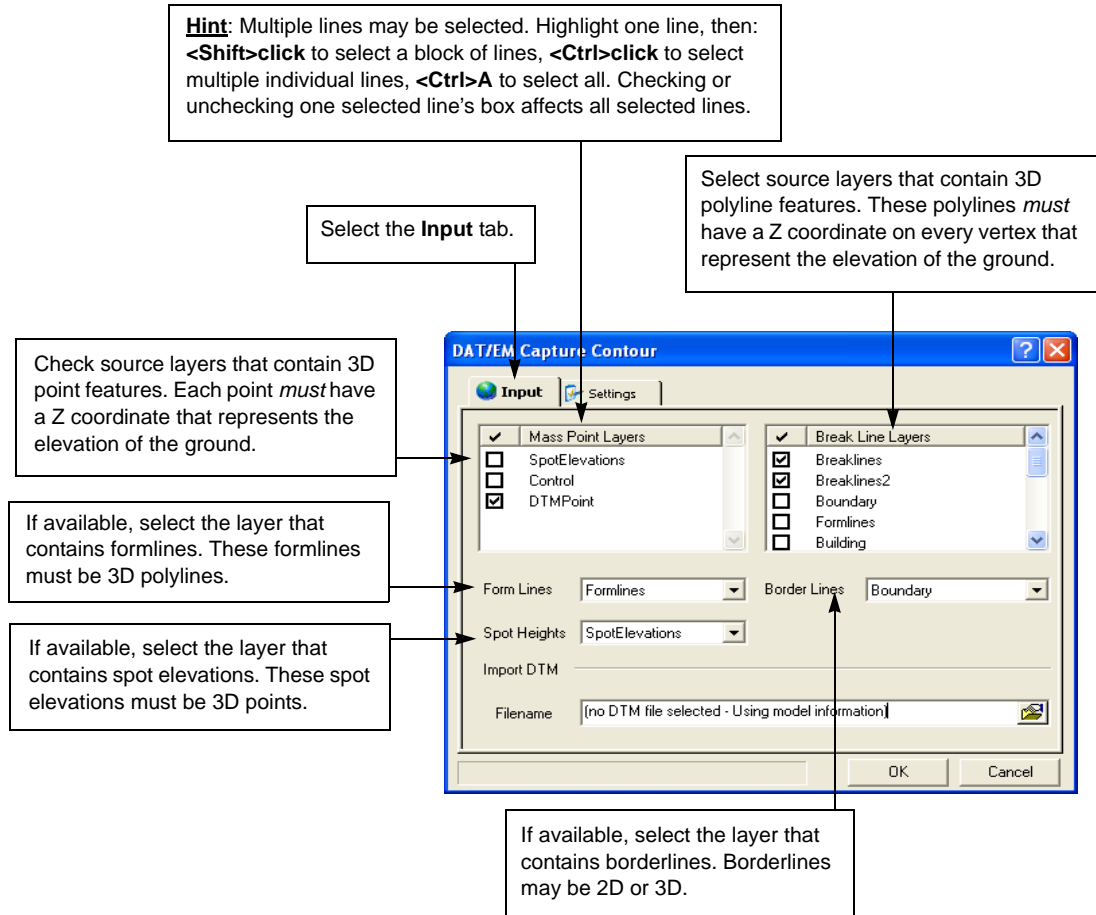 Hint: Multiple lines may be selected. Highlight one line, then:
<Shift>click to select a block of lines, <Ctrl>click to select
multiple individual lines, <Ctrl>A to select all. Checking or
unchecking one selected line's box affects all selected lines.
Select source layers that contain 3D
polyline features. These polylines must
have a Z coordinate on every vertex that
represent the elevation of the ground.
Select the Input tab.
Check source layers that contain 3D
point features. Each point must have
a Z coordinate that represents the
elevation of the ground.
If available, select the layer that
contains formlines. These formlines
must be 3D polylines.
If available, select the layer that
contains spot elevations. These spot
elevations must be 3D points.
DAT/EM Capture Contour
Input
Settings
Mass Point Layers
SpotElevations
Control
DTMPoint
Break Line Layers
Breaklines
Breaklines2
Boundary
Formlines
Building
Form Lines
Formlines
Border Lines
Boundary
Spot Heights
SpotElevations
Import DTM
Filename
(no DTM file selected - Using model information)
OK
Cancel
If available, select the layer that
contains borderlines. Borderlines
may be 2D or 3D.